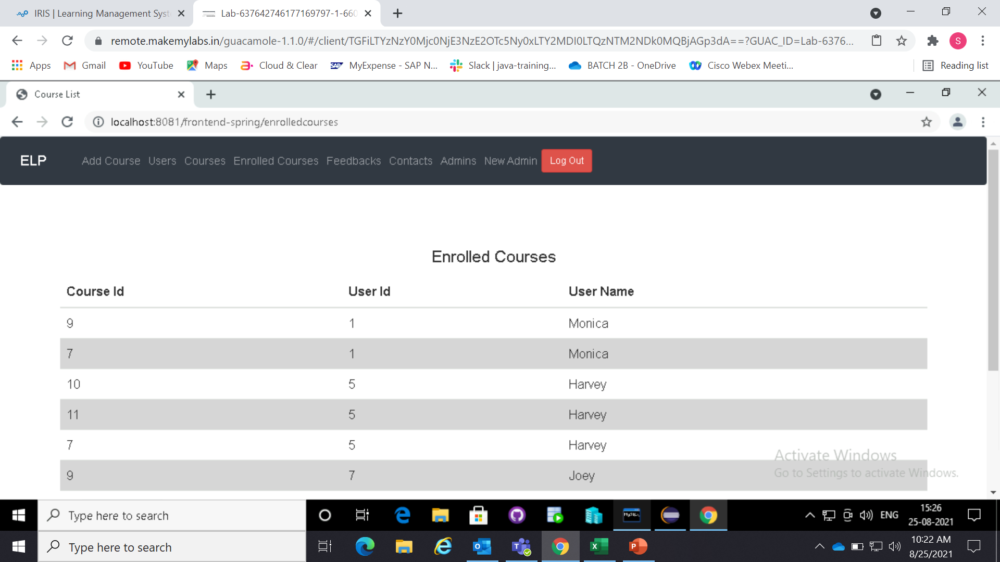 IRIS | Learning Management Syst
Lab-637642746177169797-1-660
remote.makemylabs.in/guacamole-1.1.0/#/client/TGFiLTYzNzY0Mjc0NjE3NzE2OTc5Ny0xLTY2MDI0LTQzNTM2NDk0MQBjAGp3dA==?GUAC_ID=Lab-6376...
S
Apps Gmail YouTube Maps Cloud & Clear SAP MyExpense - SAP N... Slack | java-training... BATCH 2B - OneDrive Cisco Webex Meeti... Reading list
Course List
localhost:8081/frontend-spring/enrolledcourses
ELP Add Course Users Courses Enrolled Courses Feedbacks Contacts Admins New Admin Log Out
Enrolled Courses
Course Id User Id User Name
9 1 Monica
7 1 Monica
10 5 Harvey
11 5 Harvey
7 5 Harvey
9 7 Joey
Activate Windows
Go to Settings to activate Windows.
Type here to search
MySQL
ENG
15:26
25-08-2021
Type here to search
10:22 AM
8/25/2021